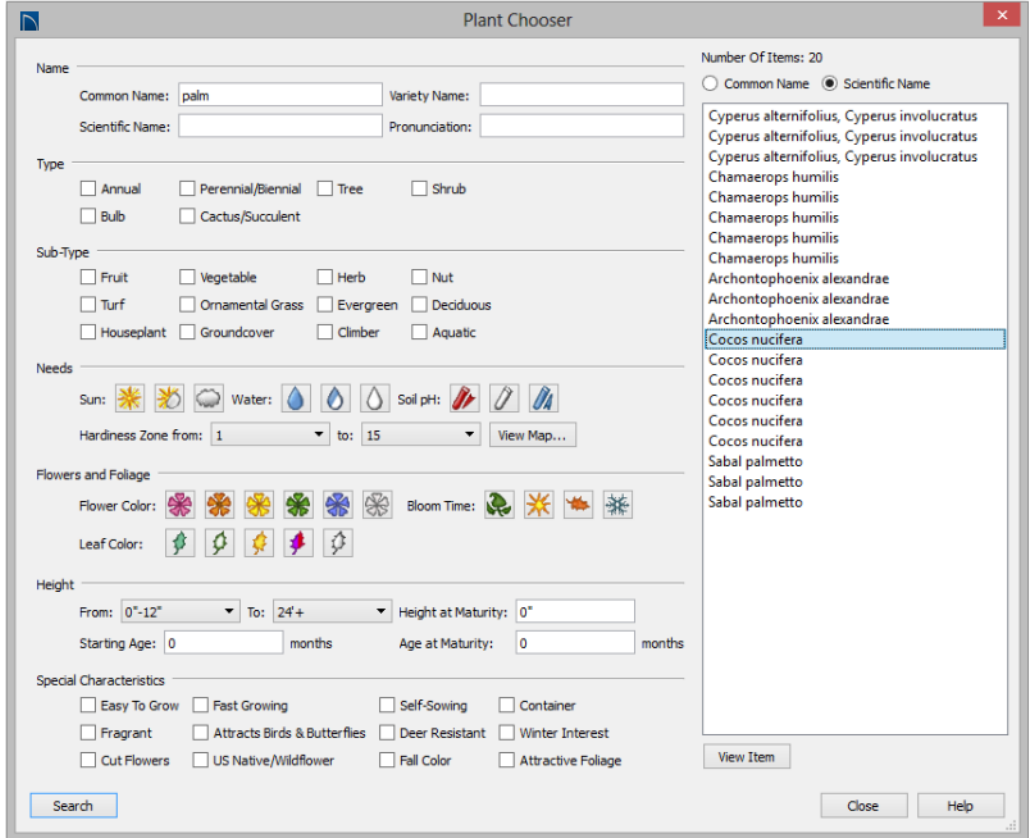 Plant Chooser
Name
Common Name: palm Variety Name:
Scientific Name: Pronunciation:
Type
Annual Perennial/Biennial Tree Shrub
Bulb Cactus/Succulent
Sub-Type
Fruit Vegetable Herb Nut
Turf Ornamental Grass Evergreen Deciduous
Houseplant Groundcover Climber Aquatic
Needs
Sun: Water: Soil pH:
Hardiness Zone from: 1 to: 15 View Map...
Flowers and Foliage
Flower Color: Bloom Time:
Leaf Color:
Height
From: 0"-12" To: 24'+ Height at Maturity: 0"
Starting Age: 0 months Age at Maturity: 0 months
Special Characteristics
Easy To Grow Fast Growing Self-Sowing Container
Fragrant Attracts Birds & Butterflies Deer Resistant Winter Interest
Cut Flowers US Native/Wildflower Fall Color Attractive Foliage
Search
Number Of Items: 20
Common Name Scientific Name
Cyperus alternifolius, Cyperus involucratus
Cyperus alternifolius, Cyperus involucratus
Cyperus alternifolius, Cyperus involucratus
Chamaerops humilis
Chamaerops humilis
Chamaerops humilis
Chamaerops humilis
Chamaerops humilis
Archontophoenix alexandrae
Archontophoenix alexandrae
Archontophoenix alexandrae
Cocos nucifera
Cocos nucifera
Cocos nucifera
Cocos nucifera
Cocos nucifera
Cocos nucifera
Sabal palmetto
Sabal palmetto
Sabal palmetto
View Item
Close Help